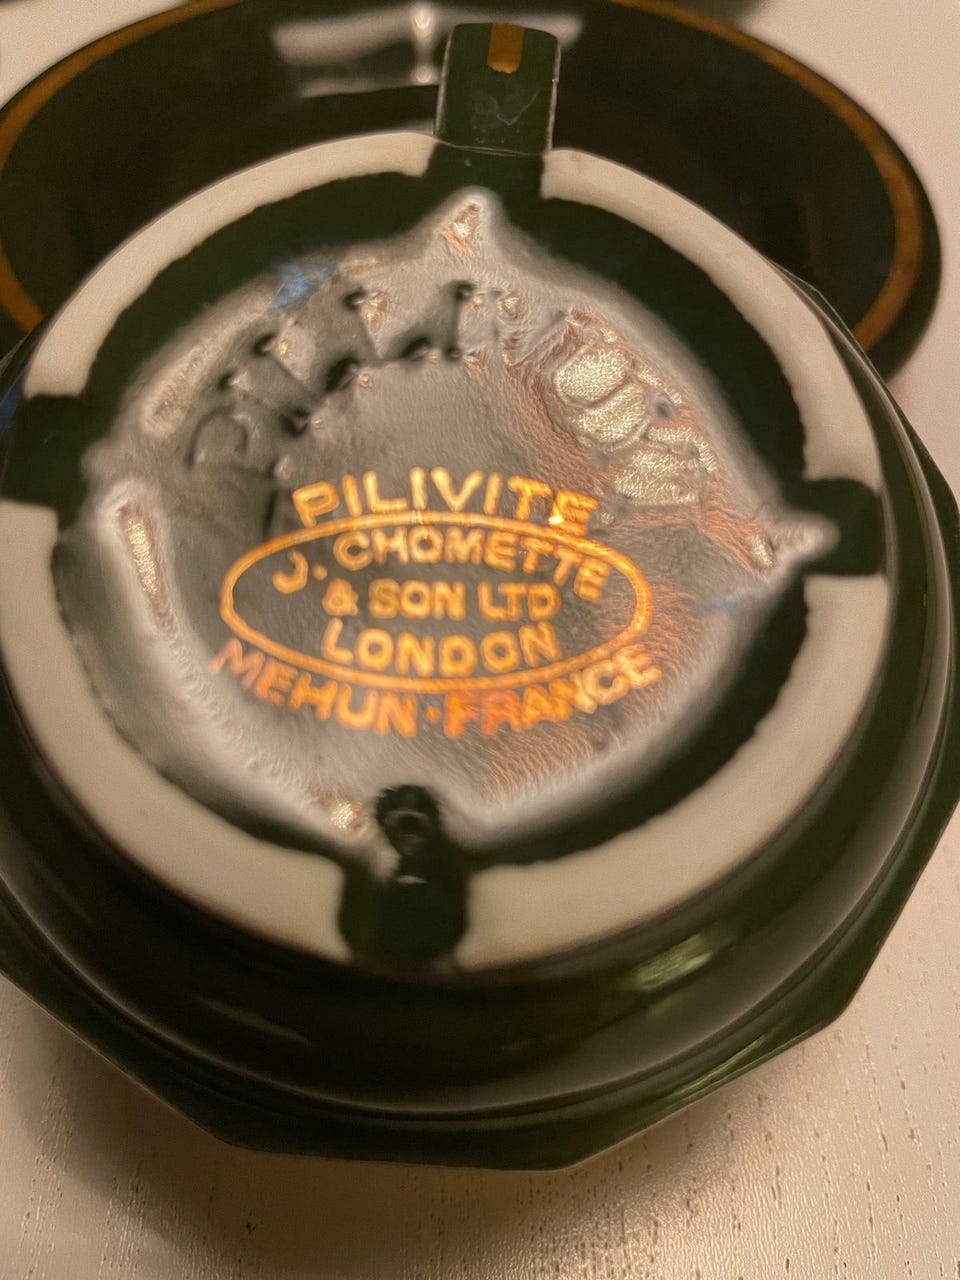 PILIVITE
J. CHOMETTE
& SON LTD
LONDON
MEHUN·FRANCE